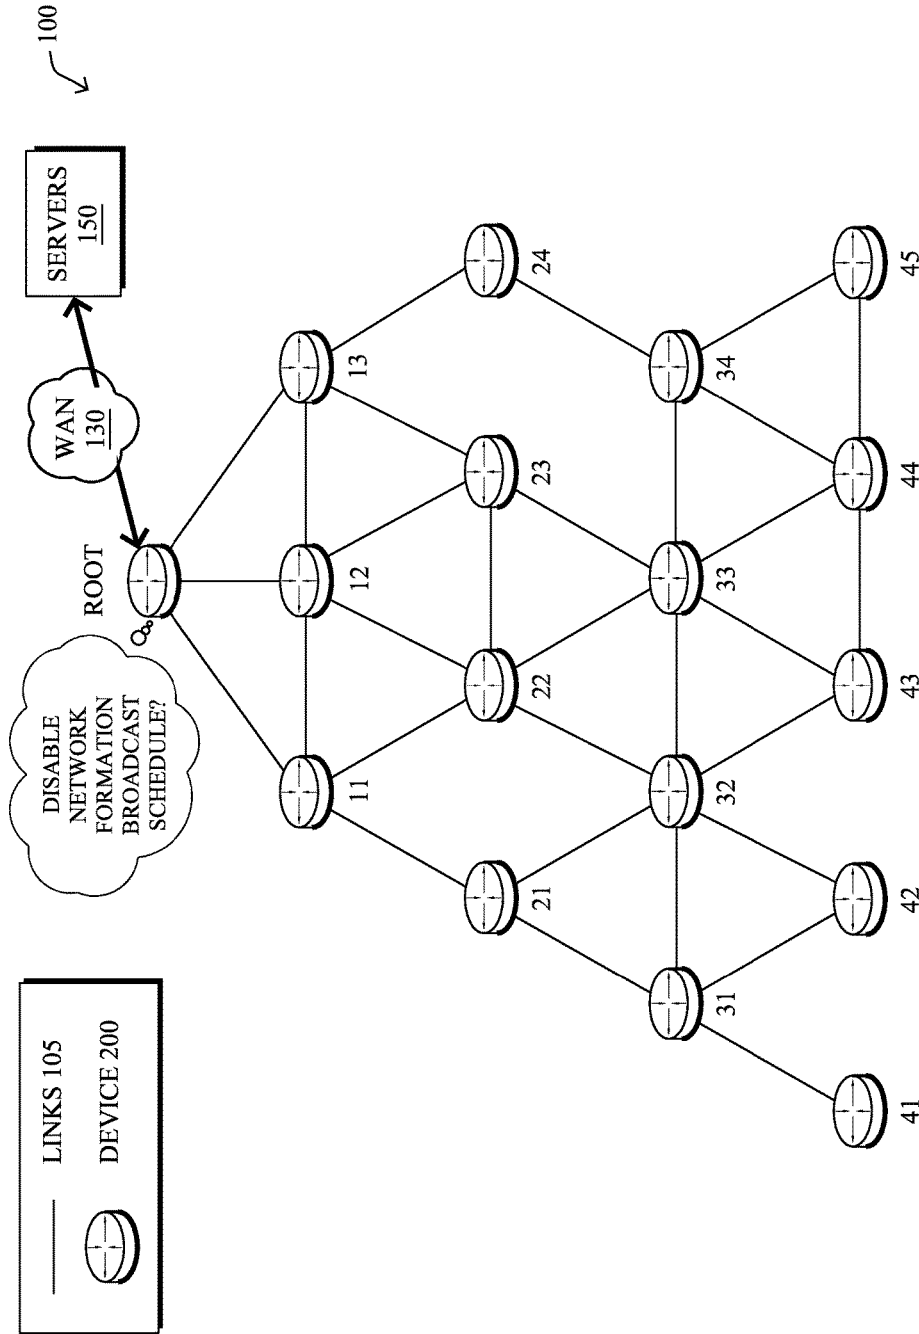 LINKS 105
DEVICE 200
DISABLE
NETWORK
FORMATION
BROADCAST
SCHEDULE?
ROOT
WAN
130
SERVERS
150
100
11
12
13
21
22
23
24
31
32
33
34
41
42
43
44
45